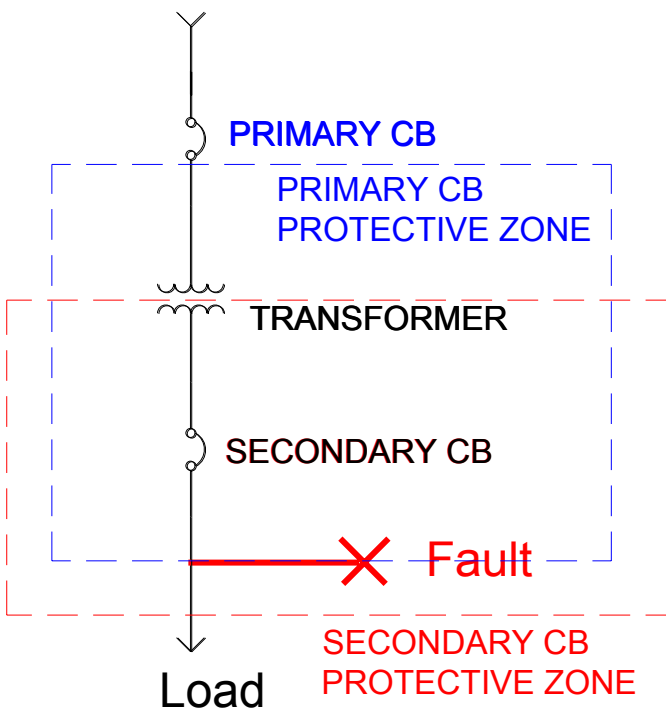 PRIMARY CB
PRIMARY CB
PROTECTIVE ZONE
TRANSFORMER
SECONDARY CB
Fault
SECONDARY CB
PROTECTIVE ZONE
Load